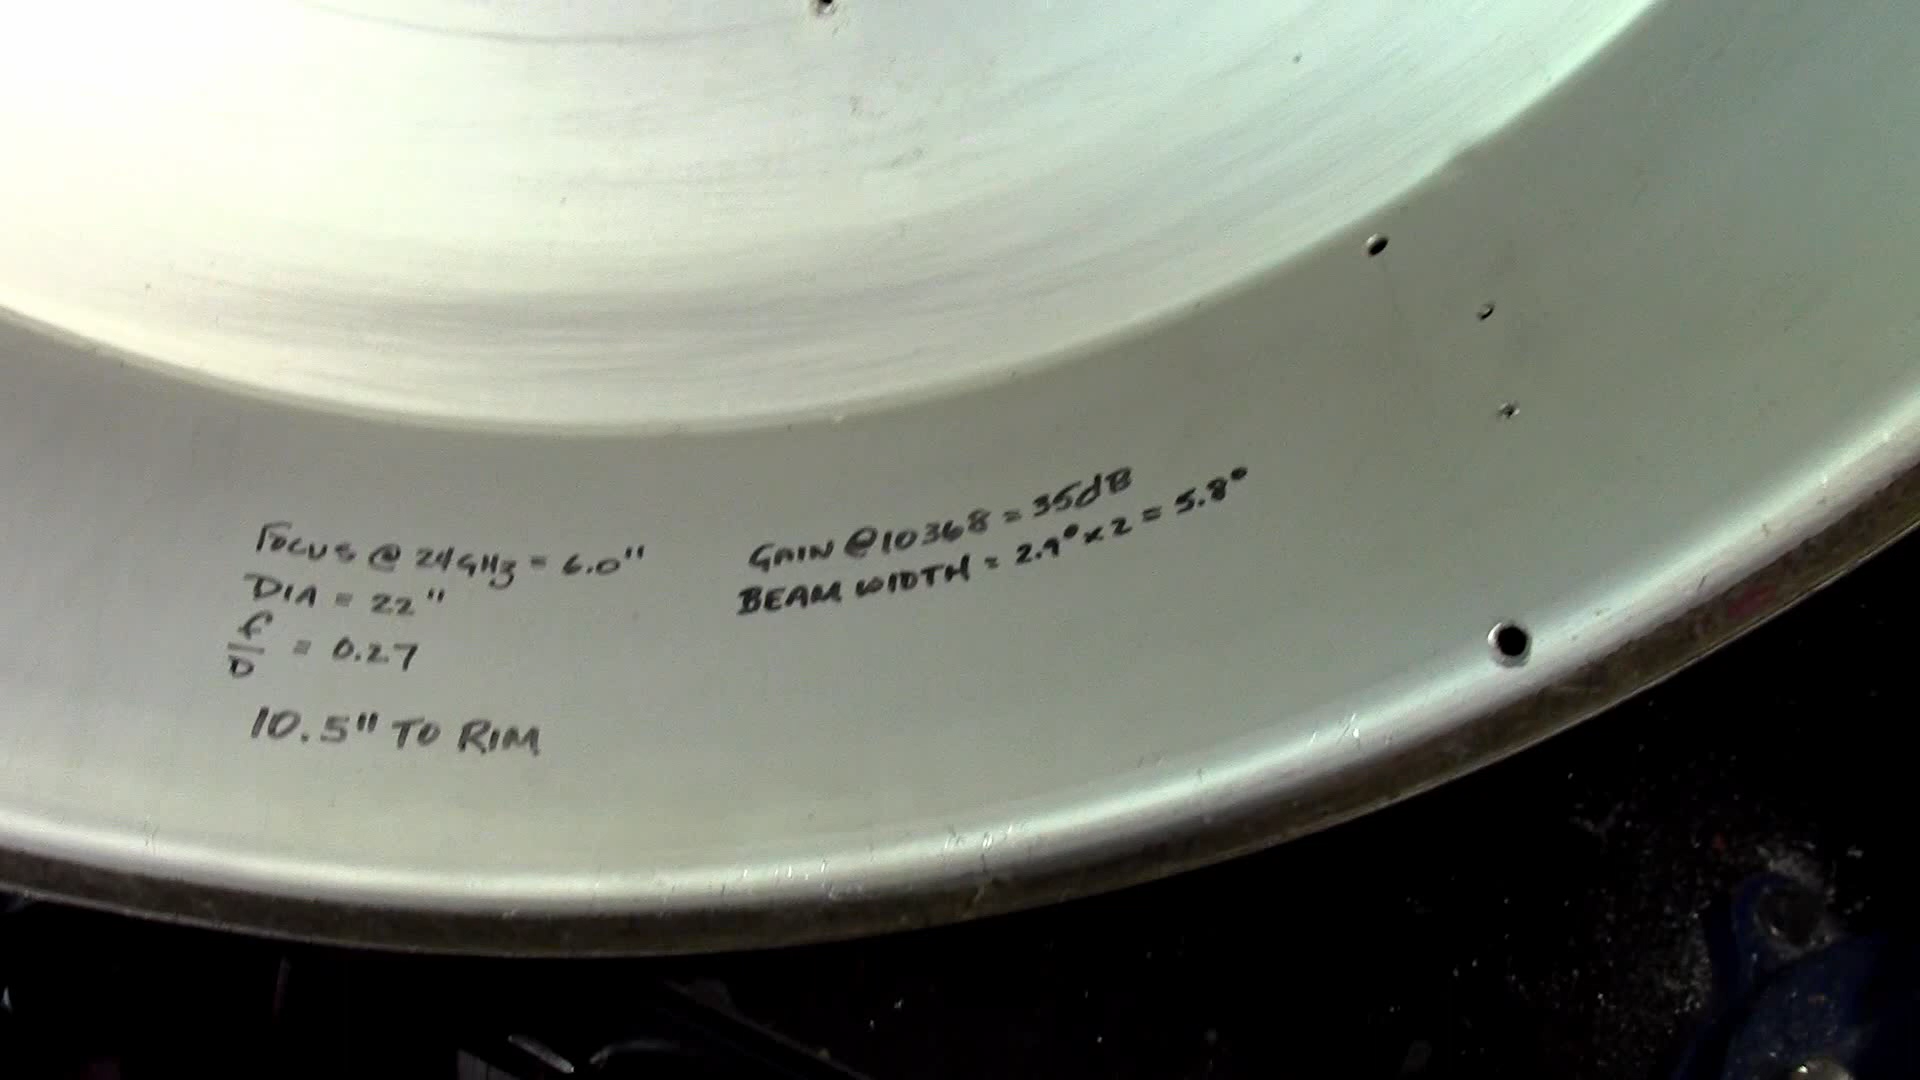 FOCUS @ 24GHz = 6.0"
DIA = 22"
f/D = 0.27
10.5" TO RIM
GAIN @ 10368 = 35dB
BEAM WIDTH = 2.9° x 2 = 5.8°